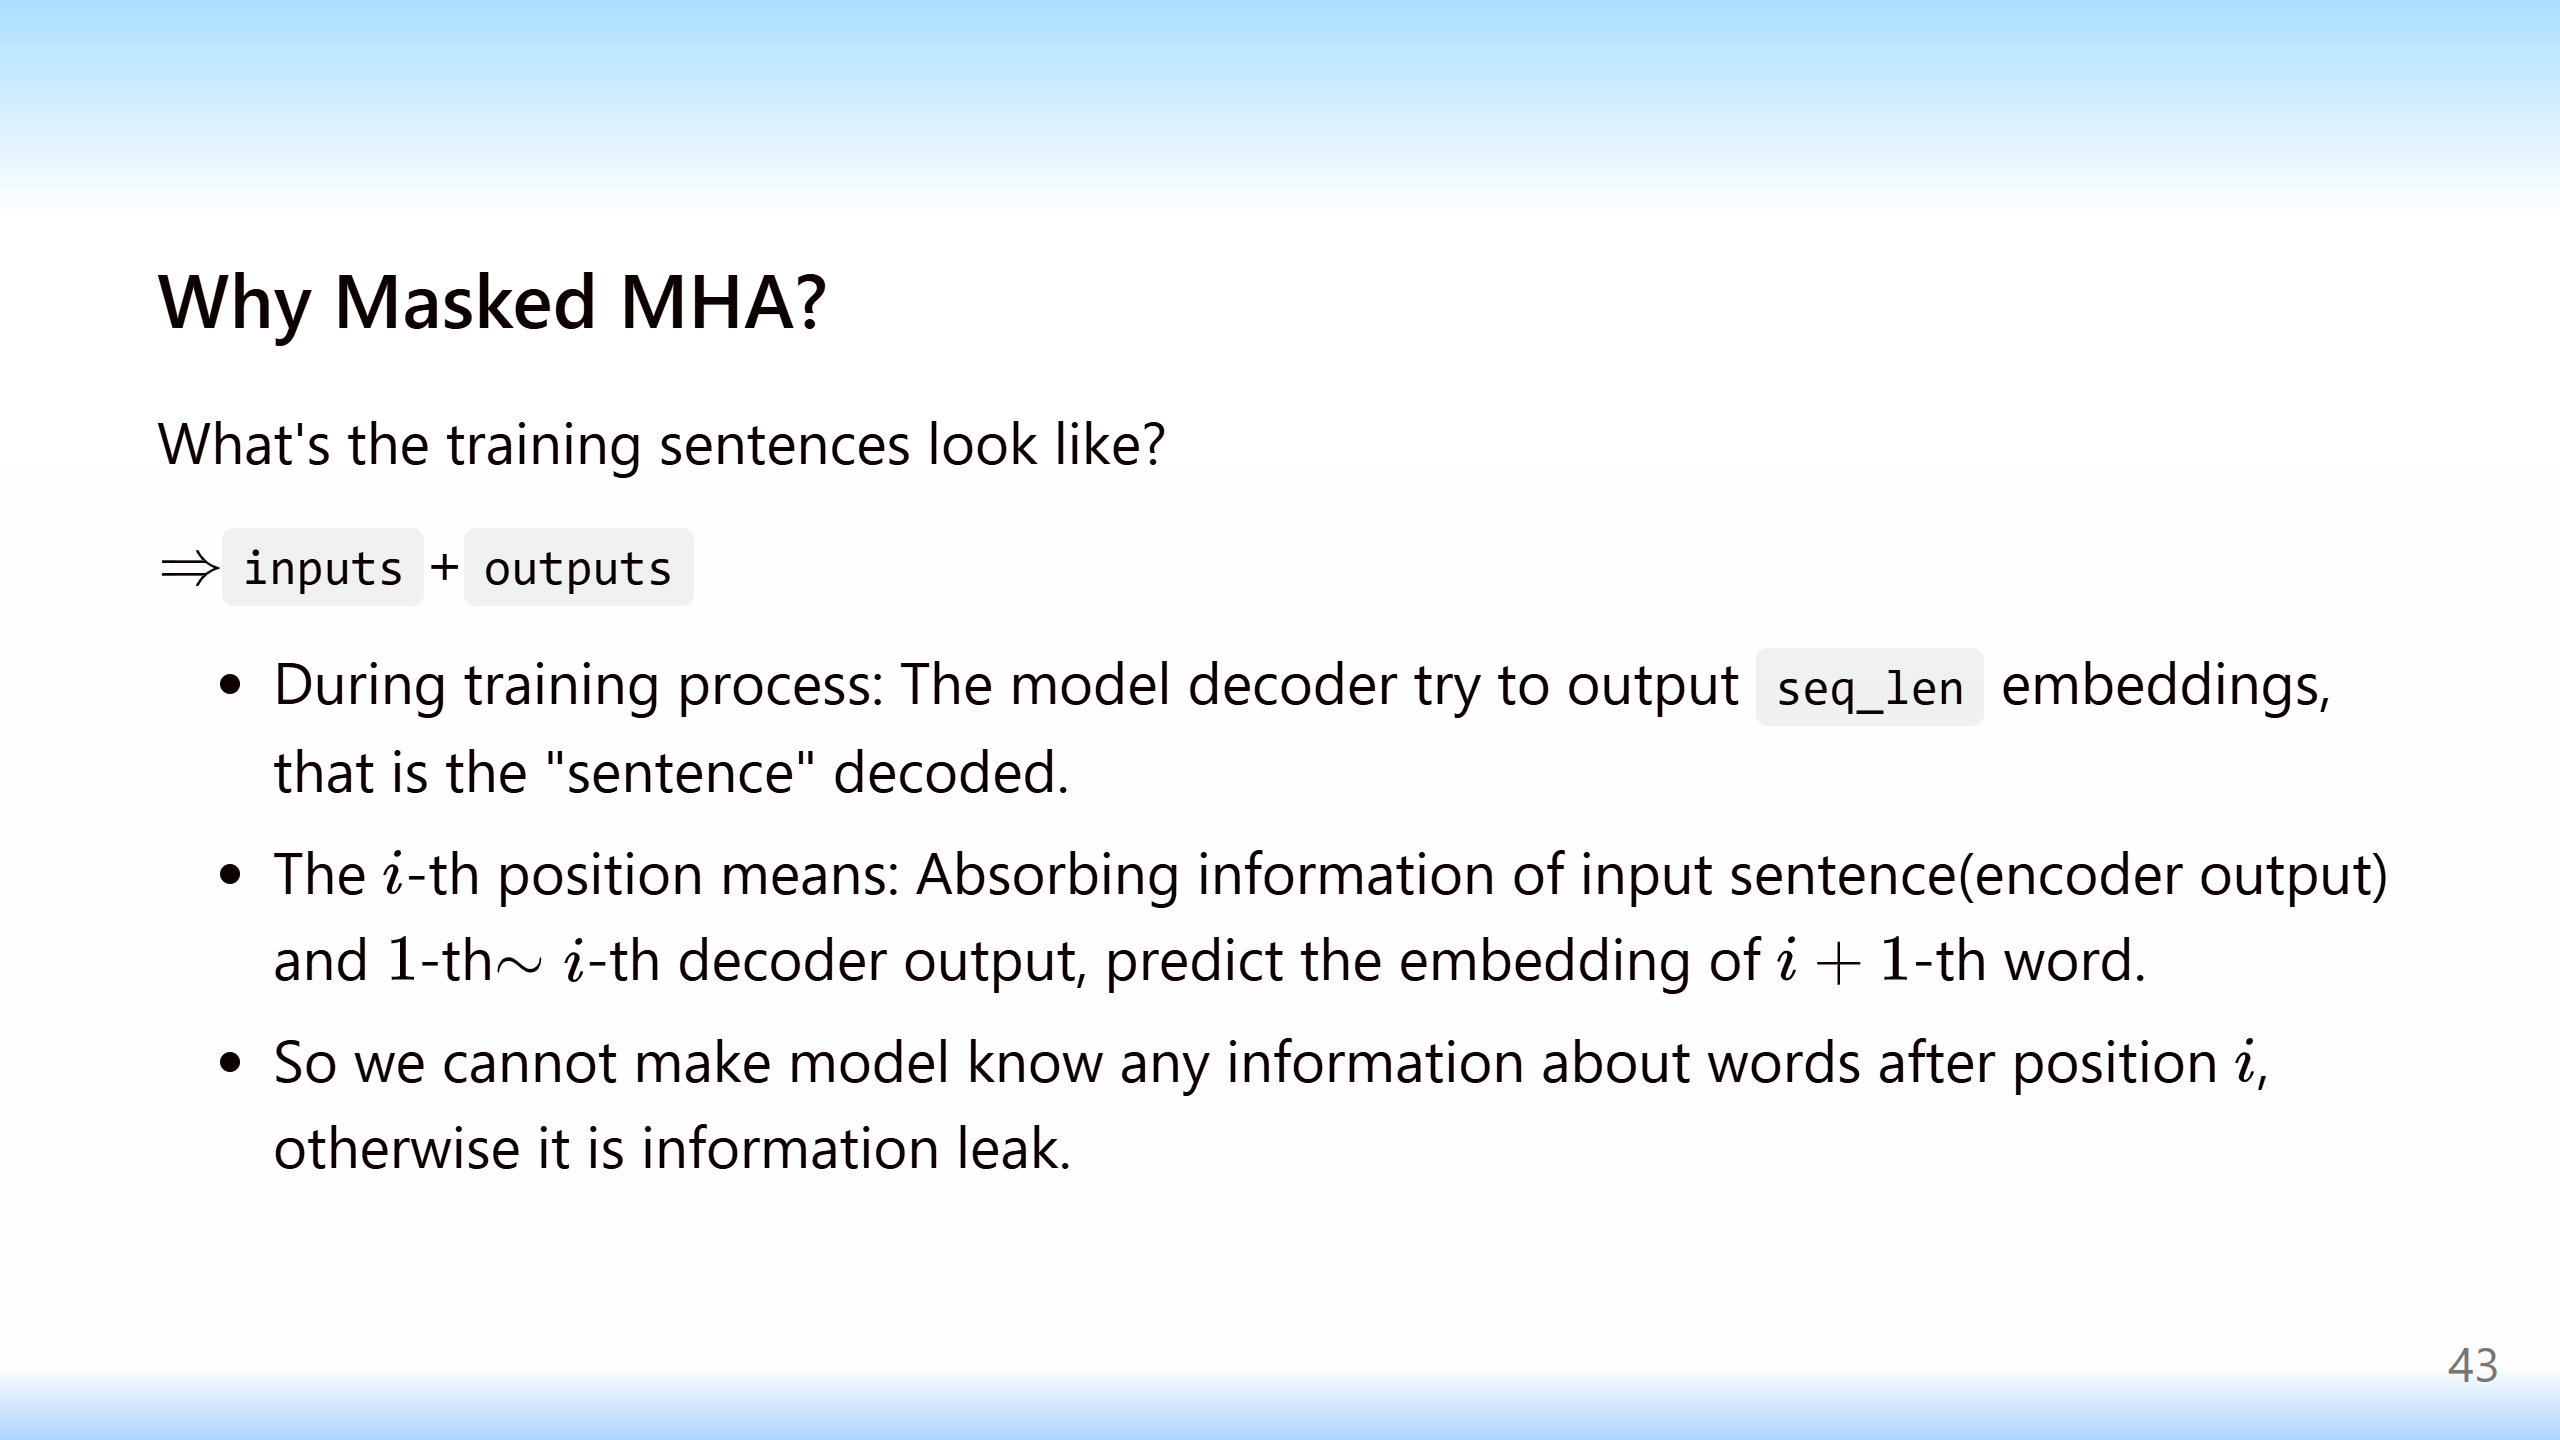 Why Masked MHA?
What's the training sentences look like?
⇒ inputs + outputs
• During training process: The model decoder try to output seq_len embeddings,
that is the "sentence" decoded.
• The i-th position means: Absorbing information of input sentence(encoder output)
and 1-th∼ i-th decoder output, predict the embedding of i + 1-th word.
• So we cannot make model know any information about words after position i,
otherwise it is information leak.
43